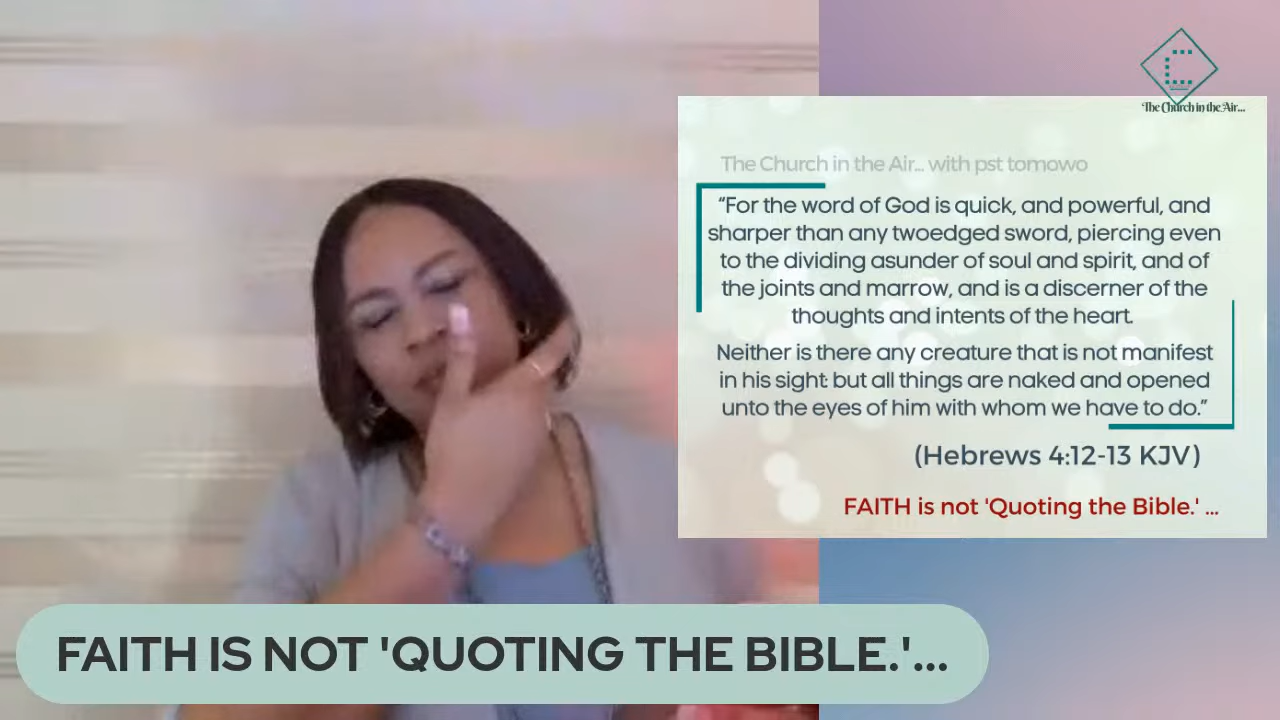 The Church in the Air...
The Church in the Air... with pst tomowo
“For the word of God is quick, and powerful, and
sharper than any twoedged sword, piercing even
to the dividing asunder of soul and spirit, and of
the joints and marrow, and is a discerner of the
thoughts and intents of the heart.
Neither is there any creature that is not manifest
in his sight: but all things are naked and opened
unto the eyes of him with whom we have to do.”
(Hebrews 4:12-13 KJV)
FAITH is not 'Quoting the Bible.' ...
FAITH IS NOT 'QUOTING THE BIBLE.'...